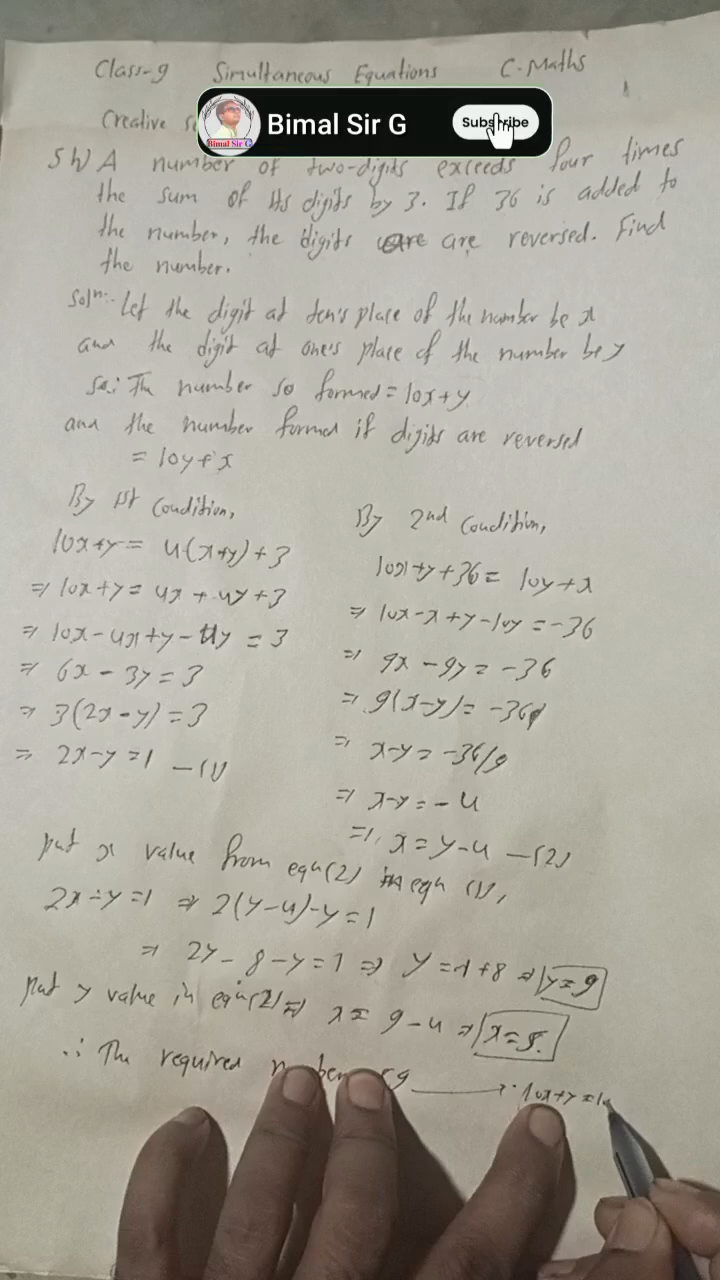 Class-9 Simultaneous Equations C. Maths
Creative
Bimal Sir G
Bimal Sir G
Subscribe
5 h) A number of two-digits exceeds four times
the sum of its digits by 3. If 36 is added to
the number, the digits are are reversed. Find
the number.
Soln:- Let the digit at ten's place of the number be x
and the digit at one's place of the number be y
So: The number so formed = 10x+y
and the number formed if digits are reversed
= 10y+x
By 1st Condition,
10x+y = 4(x+y)+3
⇒ 10x+y = 4x+4y+3
⇒ 10x-4x+y-4y = 3
⇒ 6x-3y = 3
⇒ 3(2x-y) = 3
⇒ 2x-y = 1 —(1)
By 2nd Condition,
10x+y+36 = 10y+x
⇒ 10x-x+y-10y = -36
⇒ 9x-9y = -36
⇒ 9(x-y) = -36
⇒ x-y = -36/9
⇒ x-y = -4
⇒ x = y-4 —(2)
put x value from eqn(2) in eqn (1),
2x-y=1 ⇒ 2(y-4)-y=1
⇒ 2y-8-y=1 ⇒ y=1+8 ⇒ y=9
put y value in eqn(2) ⇒ x = 9-4 ⇒ x=5.
∴ The required 59 → 10x+y =